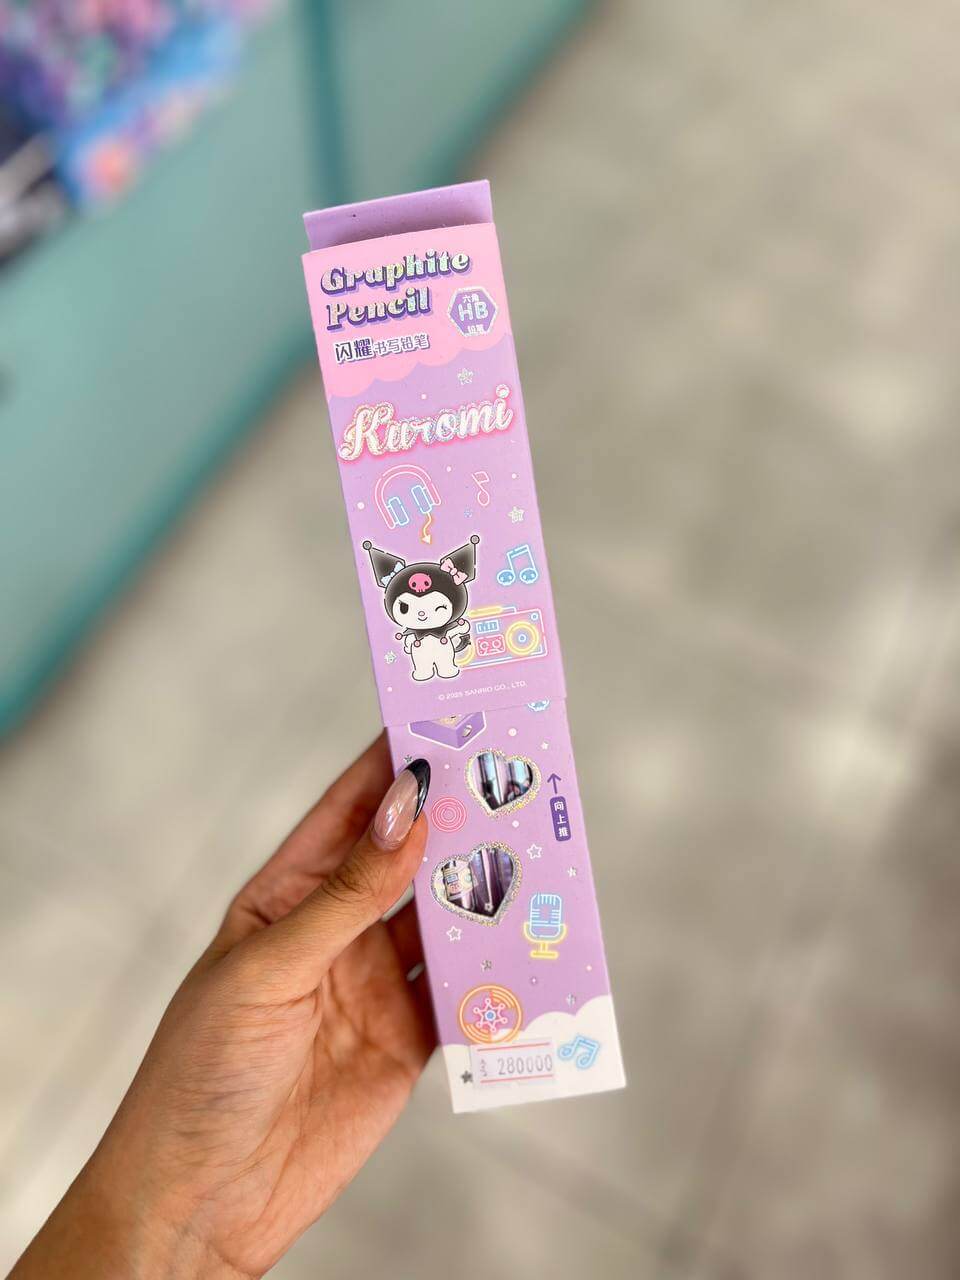 Graphite
Pencil
六角
HB
铅笔
闪耀书写铅笔
Kuromi
© 2025 SANRIO CO., LTD.
向上推
280000